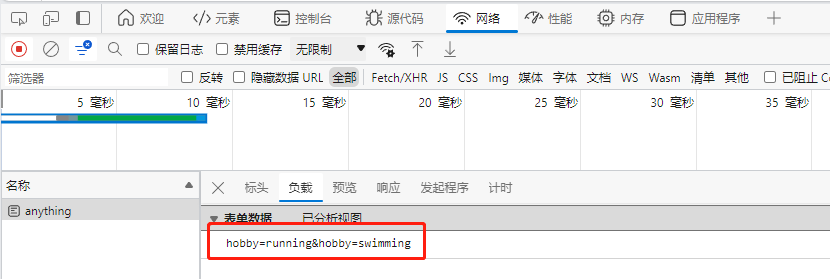 欢迎 元素 控制台 源代码 网络 性能 内存 应用程序
保留日志 禁用缓存 无限制
筛选器 反转 隐藏数据 URL 全部 Fetch/XHR JS CSS Img 媒体 字体 文档 WS Wasm 清单 其他 已阻止 Co
5 毫秒 10 毫秒 15 毫秒 20 毫秒 25 毫秒 30 毫秒 35 毫秒
名称 标头 负载 预览 响应 发起程序 计时
anything
表单数据 已分析视图
hobby=running&hobby=swimming